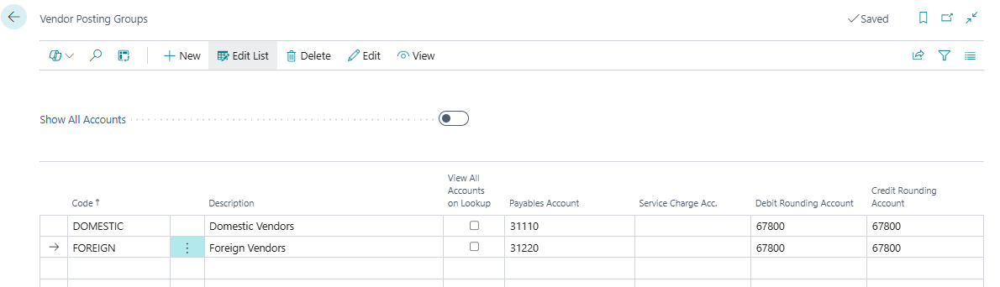 Vendor Posting Groups
Saved
New
Edit List
Delete
Edit
View
Show All Accounts
View All
Accounts
on Lookup
Credit Rounding
Account
Code
Description
Payables Account
Service Charge Acc.
Debit Rounding Account
DOMESTIC Domestic Vendors 31110 67800 67800
FOREIGN Foreign Vendors 31220 67800 67800